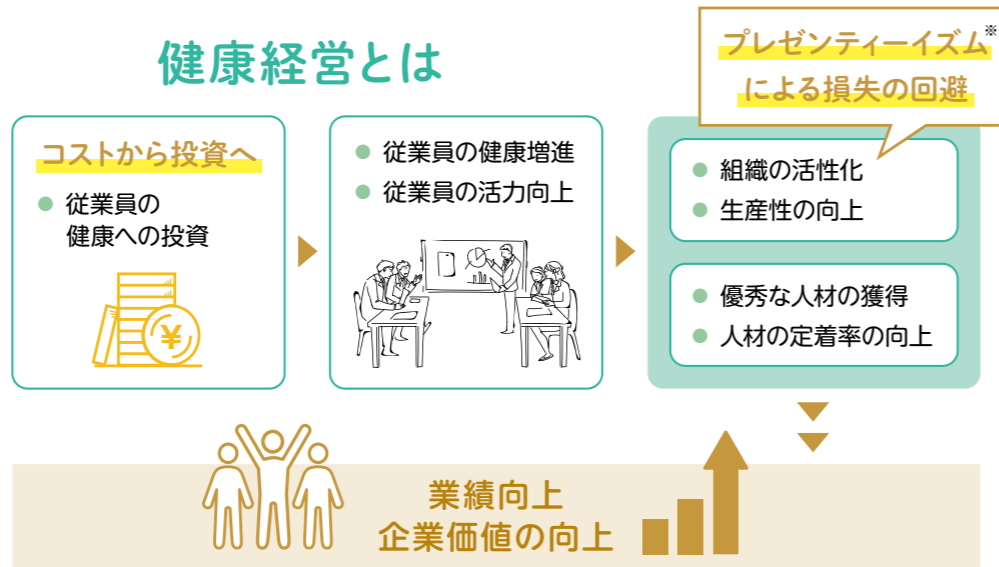 健康経営とは
プレゼンティーイズム※
による損失の回避
コストから投資へ
● 従業員の
健康への投資
¥
● 従業員の健康増進
● 従業員の活力向上
● 組織の活性化
● 生産性の向上
● 優秀な人材の獲得
● 人材の定着率の向上
業績向上
企業価値の向上